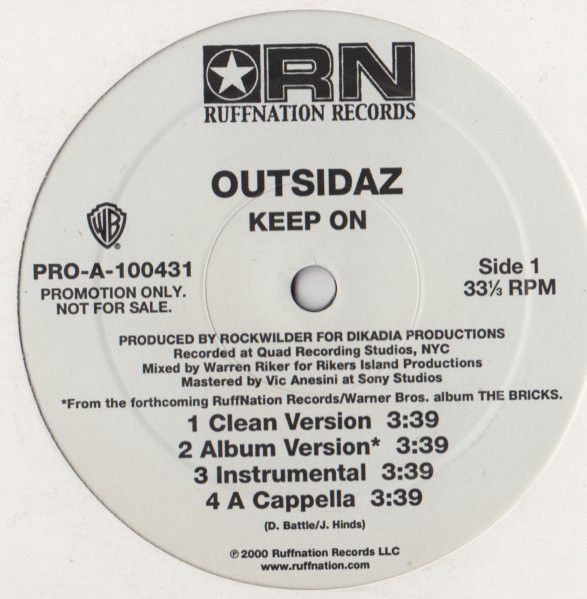 RN
RUFFNATION RECORDS
OUTSIDAZ
KEEP ON
WB
®
PRO-A-100431
PROMOTION ONLY.
NOT FOR SALE.
Side 1
33⅓ RPM
PRODUCED BY ROCKWILDER FOR DIKADIA PRODUCTIONS
Recorded at Quad Recording Studios, NYC
Mixed by Warren Riker for Rikers Island Productions
Mastered by Vic Anesini at Sony Studios
*From the forthcoming RuffNation Records/Warner Bros. album THE BRICKS.
1 Clean Version 3:39
2 Album Version* 3:39
3 Instrumental 3:39
4 A Cappella 3:39
(D. Battle/J. Hinds)
℗ 2000 Ruffnation Records LLC
www.ruffnation.com